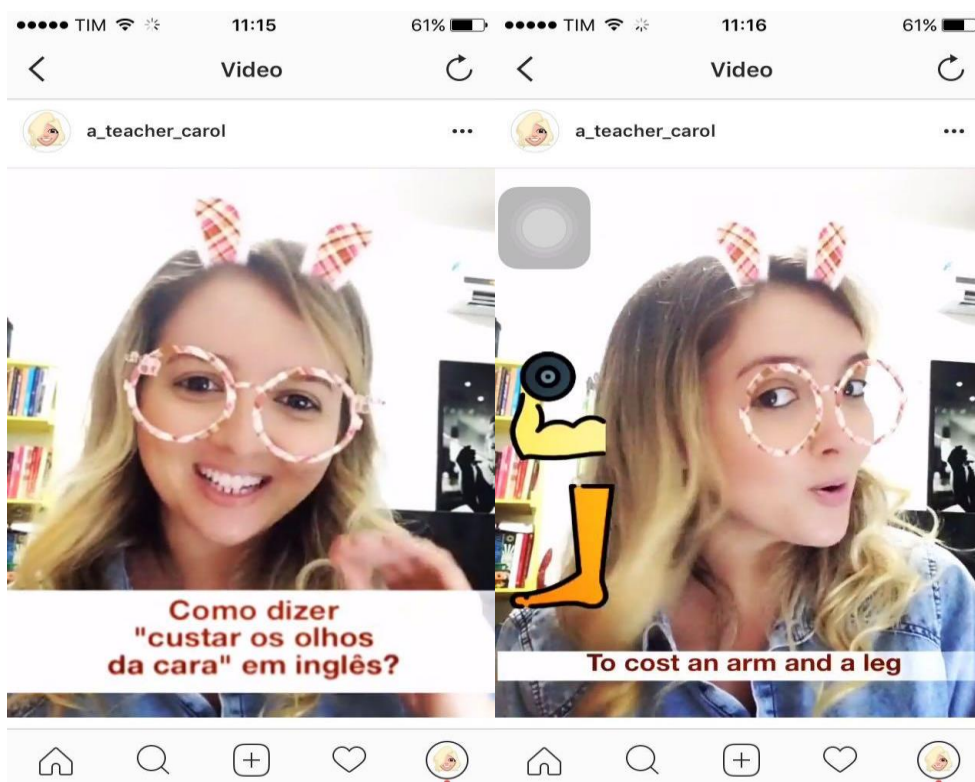 TIM 11:15 61%
Video
a_teacher_carol
Como dizer
"custar os olhos
da cara" em inglês?
TIM 11:16 61%
Video
a_teacher_carol
To cost an arm and a leg